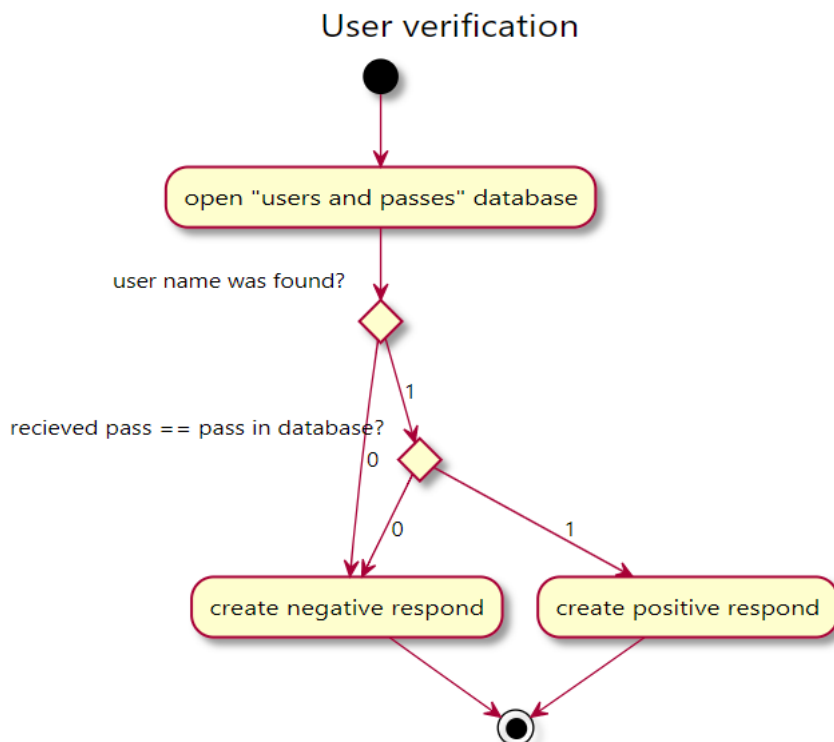 User verification
open "users and passes" database
user name was found?
1
recieved pass == pass in database?
0
0
1
create negative respond
create positive respond